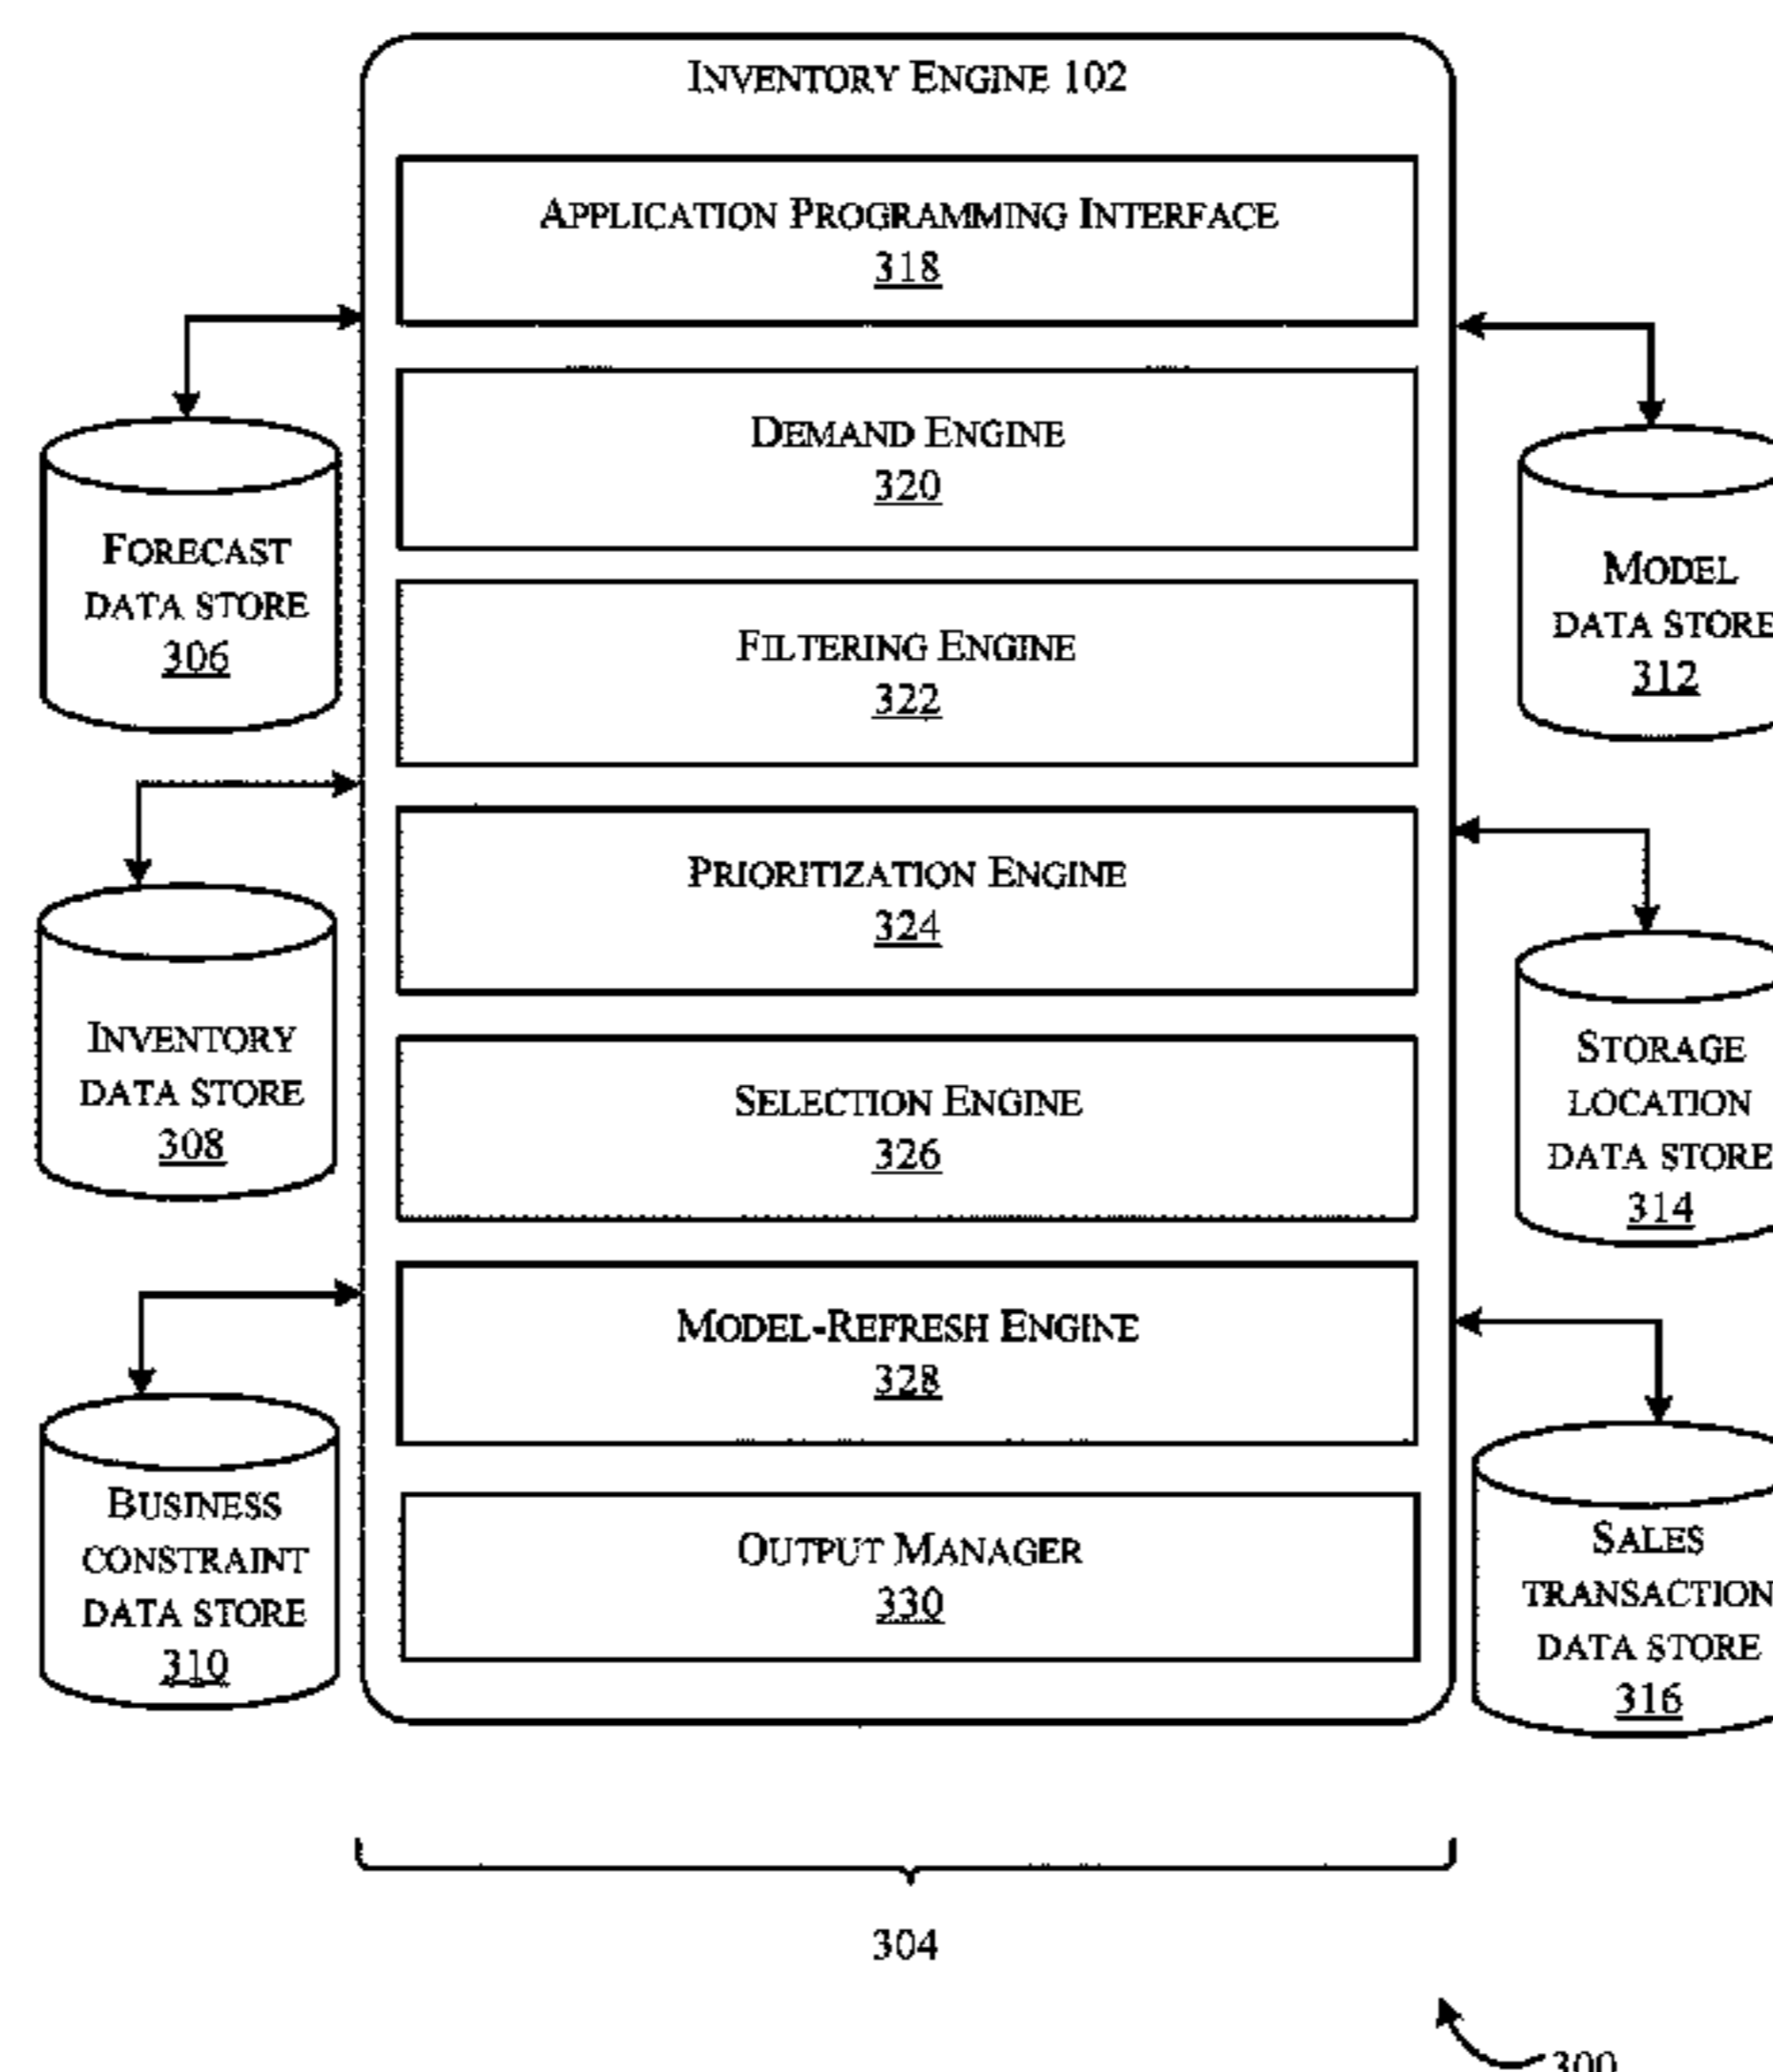 INVENTORY ENGINE 102
APPLICATION PROGRAMMING INTERFACE
318
DEMAND ENGINE
320
FILTERING ENGINE
322
PRIORITIZATION ENGINE
324
SELECTION ENGINE
326
MODEL-REFRESH ENGINE
328
OUTPUT MANAGER
330
FORECAST
DATA STORE
306
INVENTORY
DATA STORE
308
BUSINESS
CONSTRAINT
DATA STORE
310
MODEL
DATA STORE
312
STORAGE
LOCATION
DATA STORE
314
SALES
TRANSACTION
DATA STORE
316
304
300